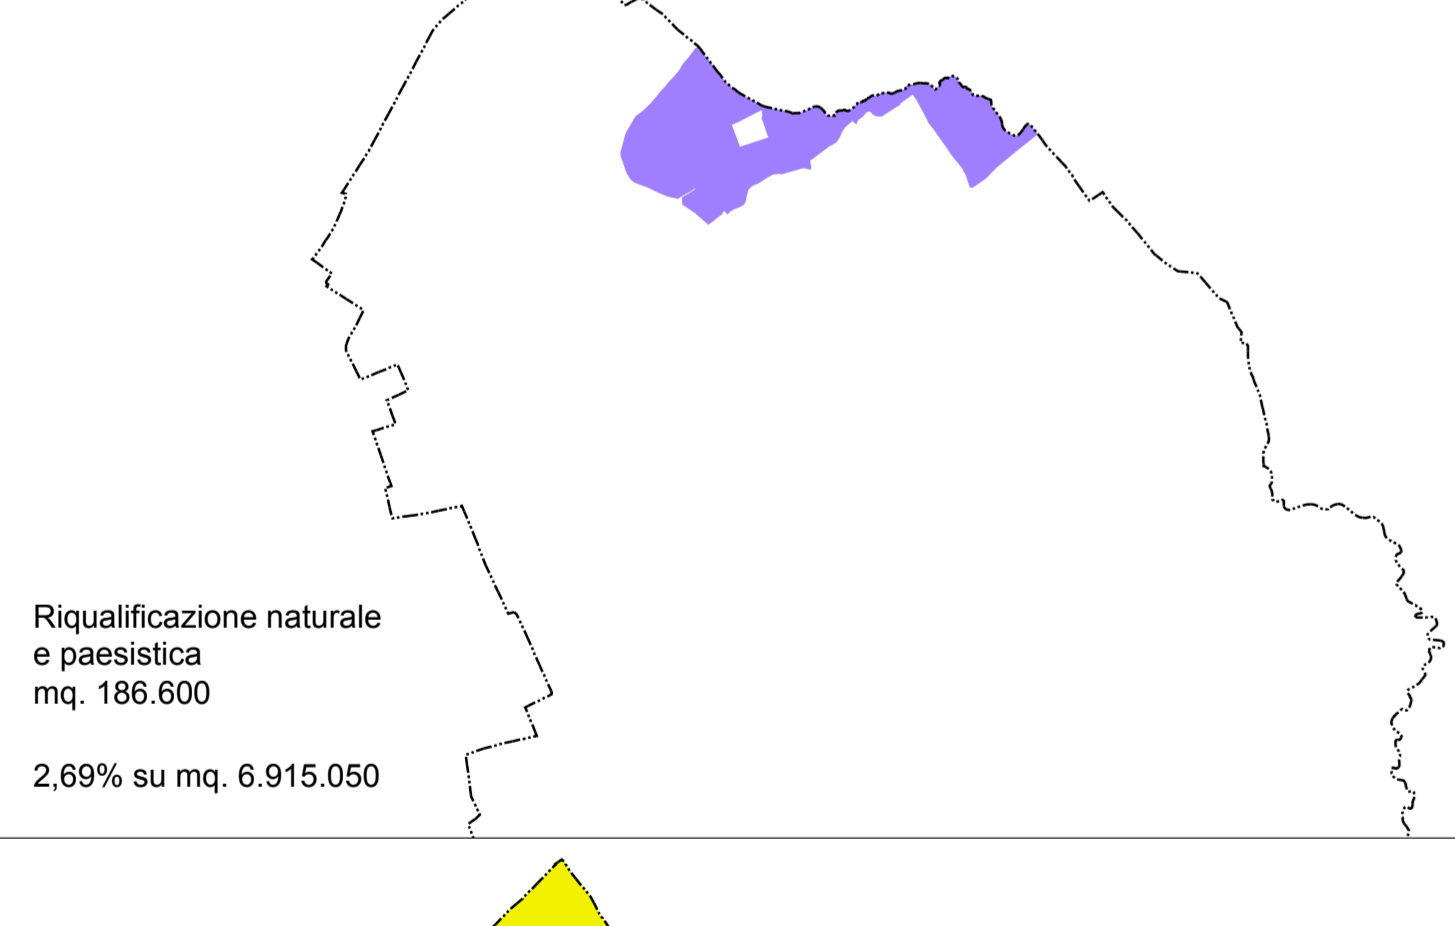 Riqualificazione naturale
e paesistica
mq. 186.600
2,69% su mq. 6.915.050